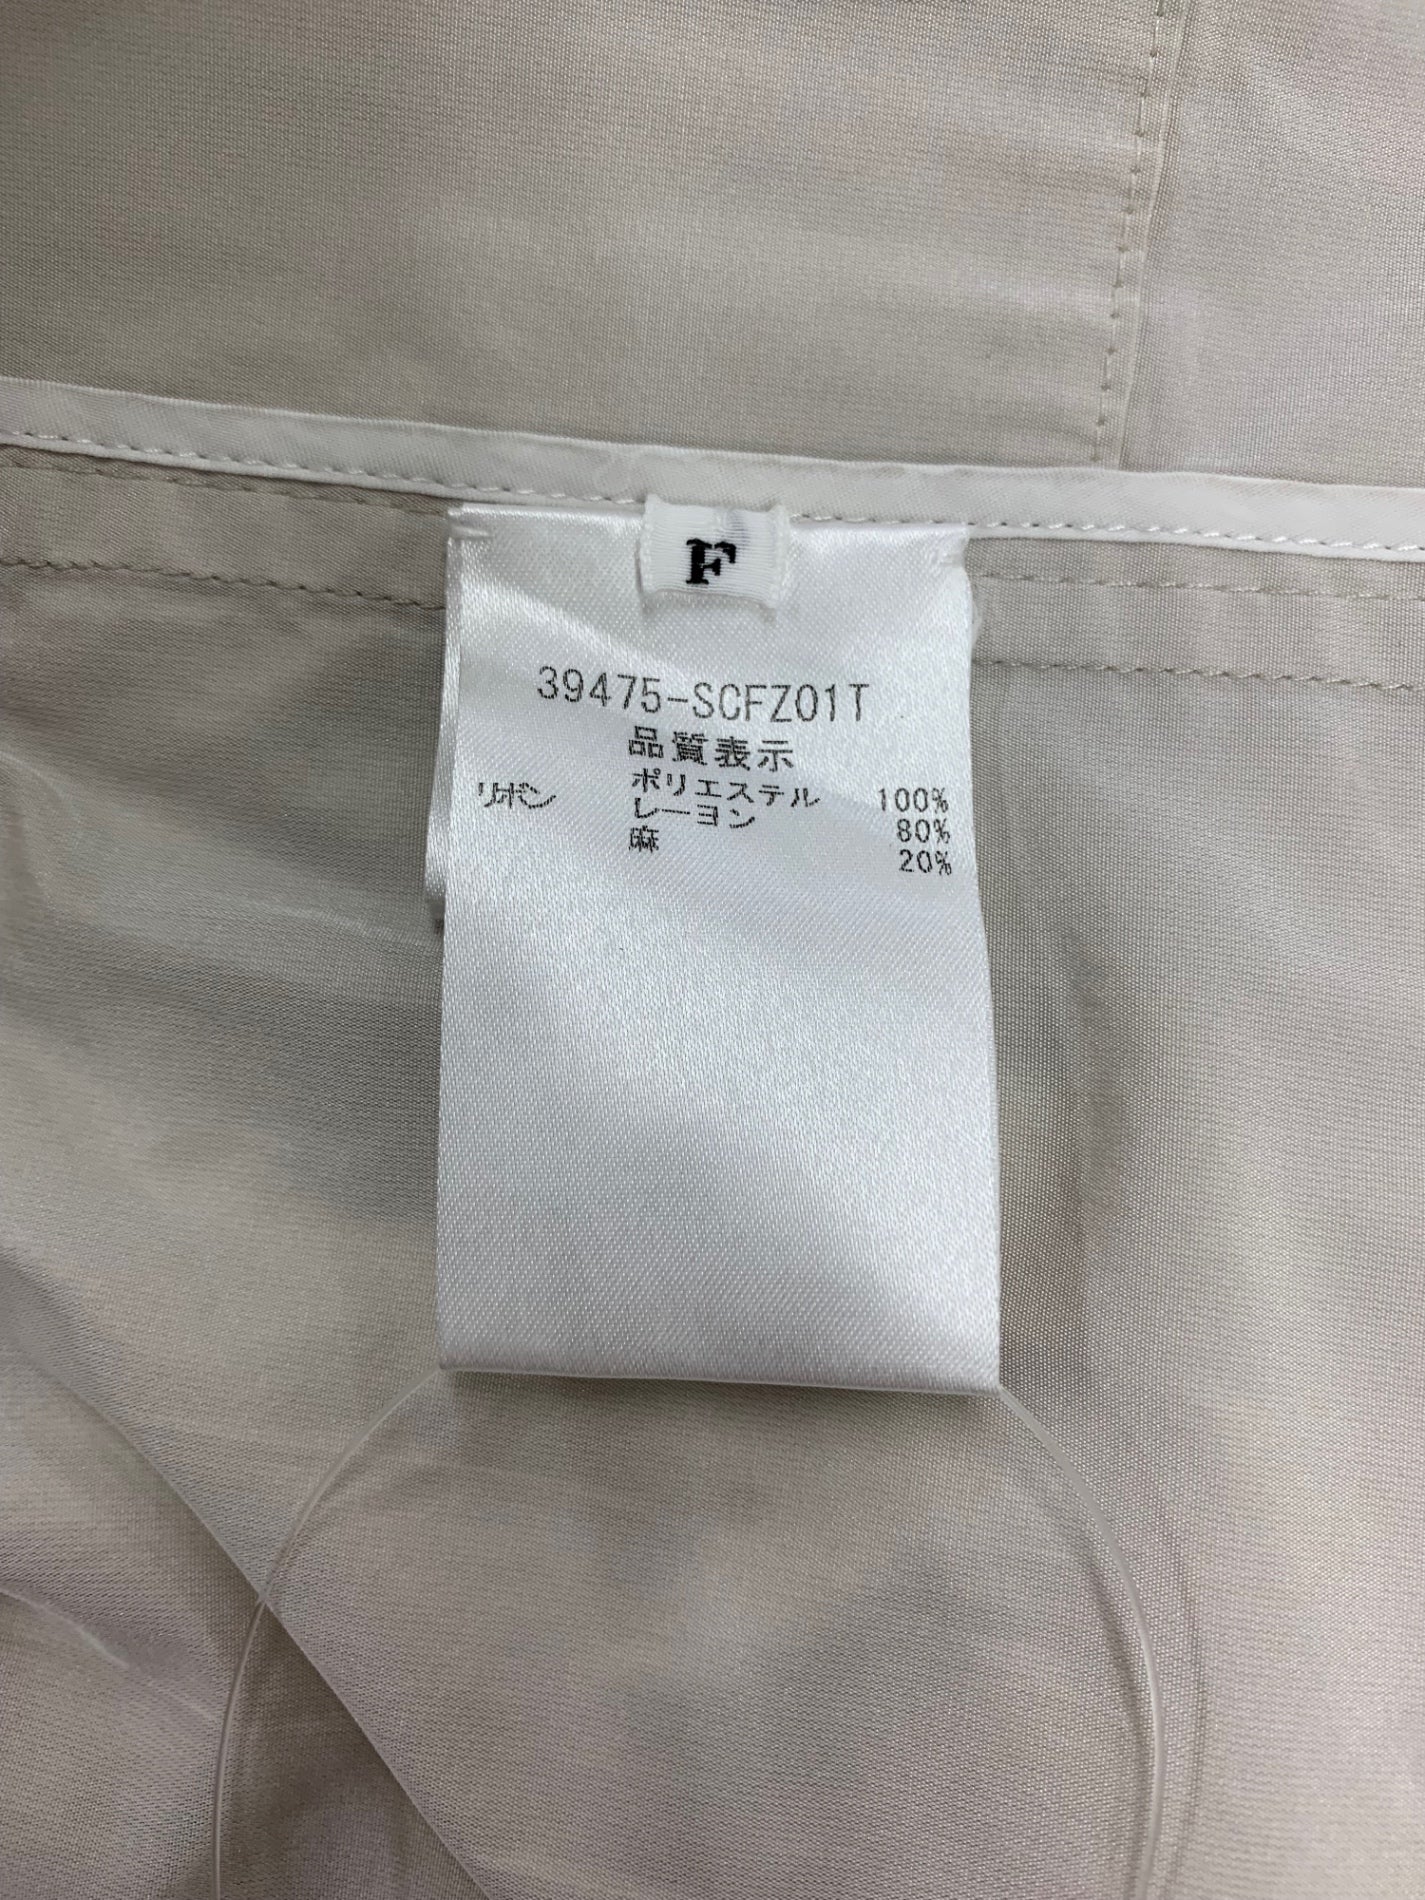 F
39475-SCFZ01T
品質表示
ポリエステル 100%
リボン レーヨン 80%
麻 20%